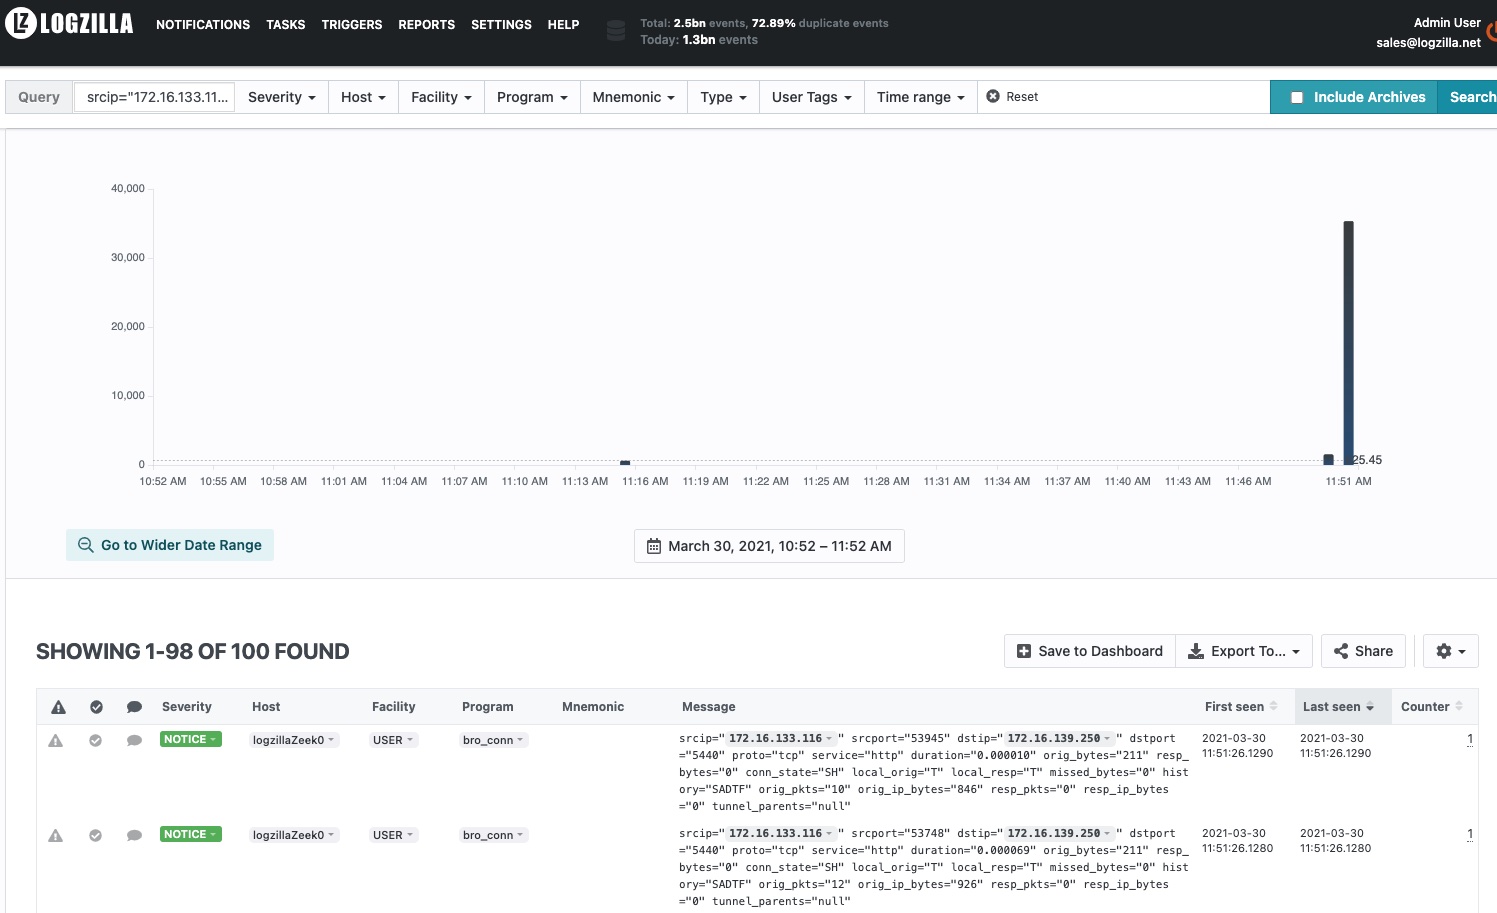 LOGZILLA
NOTIFICATIONS TASKS TRIGGERS REPORTS SETTINGS HELP
Total: 2.5bn events, 72.89% duplicate events
Today: 1.3bn events
Admin User
sales@logzilla.net
Query srcip="172.16.133.11... Severity Host Facility Program Mnemonic Type User Tags Time range Reset Include Archives Search
40,000
30,000
20,000
10,000
0
25.45
10:52 AM 10:55 AM 10:58 AM 11:01 AM 11:04 AM 11:07 AM 11:10 AM 11:13 AM 11:16 AM 11:19 AM 11:22 AM 11:25 AM 11:28 AM 11:31 AM 11:34 AM 11:37 AM 11:40 AM 11:43 AM 11:46 AM 11:51 AM
Go to Wider Date Range
March 30, 2021, 10:52 – 11:52 AM
SHOWING 1-98 OF 100 FOUND
Save to Dashboard Export To... Share
Severity Host Facility Program Mnemonic Message First seen Last seen Counter
NOTICE logzillaZeek0 USER bro_conn
srcip="172.16.133.116" srcport="53945" dstip="172.16.139.250" dstport
="5440" proto="tcp" service="http" duration="0.000010" orig_bytes="211" resp_
bytes="0" conn_state="SH" local_orig="T" local_resp="T" missed_bytes="0" hist
ory="SADTF" orig_pkts="10" orig_ip_bytes="846" resp_pkts="0" resp_ip_bytes
="0" tunnel_parents="null"
2021-03-30
11:51:26.1290
2021-03-30
11:51:26.1290
1
NOTICE logzillaZeek0 USER bro_conn
srcip="172.16.133.116" srcport="53748" dstip="172.16.139.250" dstport
="5440" proto="tcp" service="http" duration="0.000069" orig_bytes="211" resp_
bytes="0" conn_state="SH" local_orig="T" local_resp="T" missed_bytes="0" hist
ory="SADTF" orig_pkts="12" orig_ip_bytes="926" resp_pkts="0" resp_ip_bytes
="0" tunnel_parents="null"
2021-03-30
11:51:26.1280
2021-03-30
11:51:26.1280
1